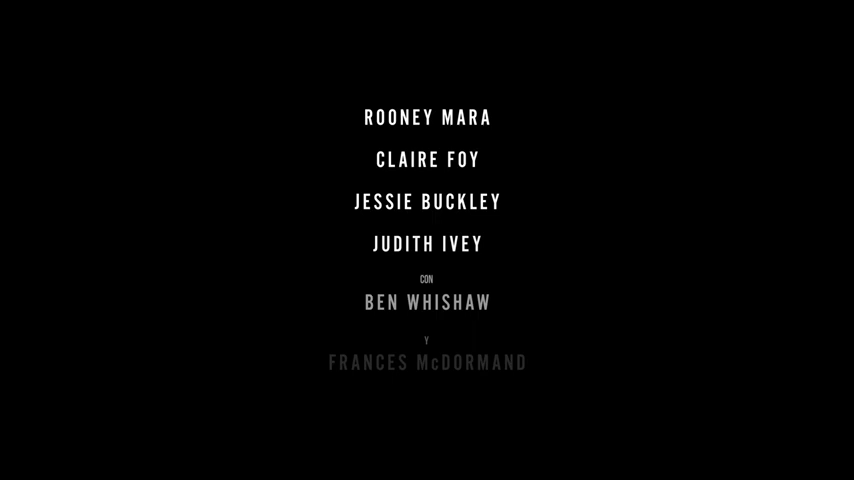 ROONEY MARA
CLAIRE FOY
JESSIE BUCKLEY
JUDITH IVEY
CON
BEN WHISHAW
Y
FRANCES McDORMAND